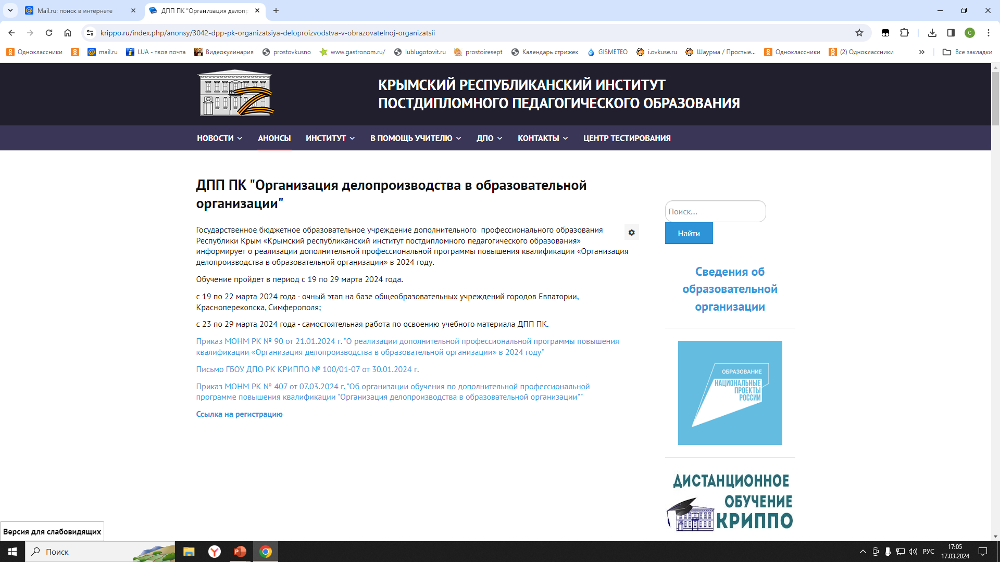 Mail.ru: поиск в интернете
ДПП ПК "Организация делопр
krippo.ru/index.php/anonsy/3042-dpp-pk-organizatsiya-deloproizvodstva-v-obrazovatelnoj-organizatsii
С
Одноклассники
mail.ru
I.UA - твоя почта
Видеокулинария
prostovkusno
www.gastronom.ru/
lublugotovit.ru
prostoiresept
Календарь стрижек
GISMETEO
i.ovkuse.ru
Шаурма / Простые...
Одноклассники
(2) Одноклассники
Все закладки
КРЫМСКИЙ РЕСПУБЛИКАНСКИЙ ИНСТИТУТ
ПОСТДИПЛОМНОГО ПЕДАГОГИЧЕСКОГО ОБРАЗОВАНИЯ
НОВОСТИ АНОНСЫ ИНСТИТУТ В ПОМОЩЬ УЧИТЕЛЮ ДПО КОНТАКТЫ ЦЕНТР ТЕСТИРОВАНИЯ
ДПП ПК "Организация делопроизводства в образовательной
организации"
Государственное бюджетное образовательное учреждение дополнительного профессионального образования
Республики Крым «Крымский республиканский институт постдипломного педагогического образования»
информирует о реализации дополнительной профессиональной программы повышения квалификации «Организация
делопроизводства в образовательной организации» в 2024 году.
Обучение пройдет в период с 19 по 29 марта 2024 года.
с 19 по 22 марта 2024 года - очный этап на базе общеобразовательных учреждений городов Евпатории,
Красноперекопска, Симферополя;
с 23 по 29 марта 2024 года - самостоятельная работа по освоению учебного материала ДПП ПК.
Приказ МОНМ РК № 90 от 21.01.2024 г. "О реализации дополнительной профессиональной программы повышения
квалификации «Организация делопроизводства в образовательной организации» в 2024 году"
Письмо ГБОУ ДПО РК КРИППО № 100/01-07 от 30.01.2024 г.
Приказ МОНМ РК № 407 от 07.03.2024 г. "Об организации обучения по дополнительной профессиональной
программе повышения квалификации "Организация делопроизводства в образовательной организации""
Ссылка на регистрацию
Поиск...
Найти
Сведения об
образовательной
организации
ОБРАЗОВАНИЕ
НАЦИОНАЛЬНЫЕ
ПРОЕКТЫ
РОССИИ
ДИСТАНЦИОННОЕ
ОБУЧЕНИЕ
КРИППО
Версия для слабовидящих
Поиск
РУС
17:05
17.03.2024